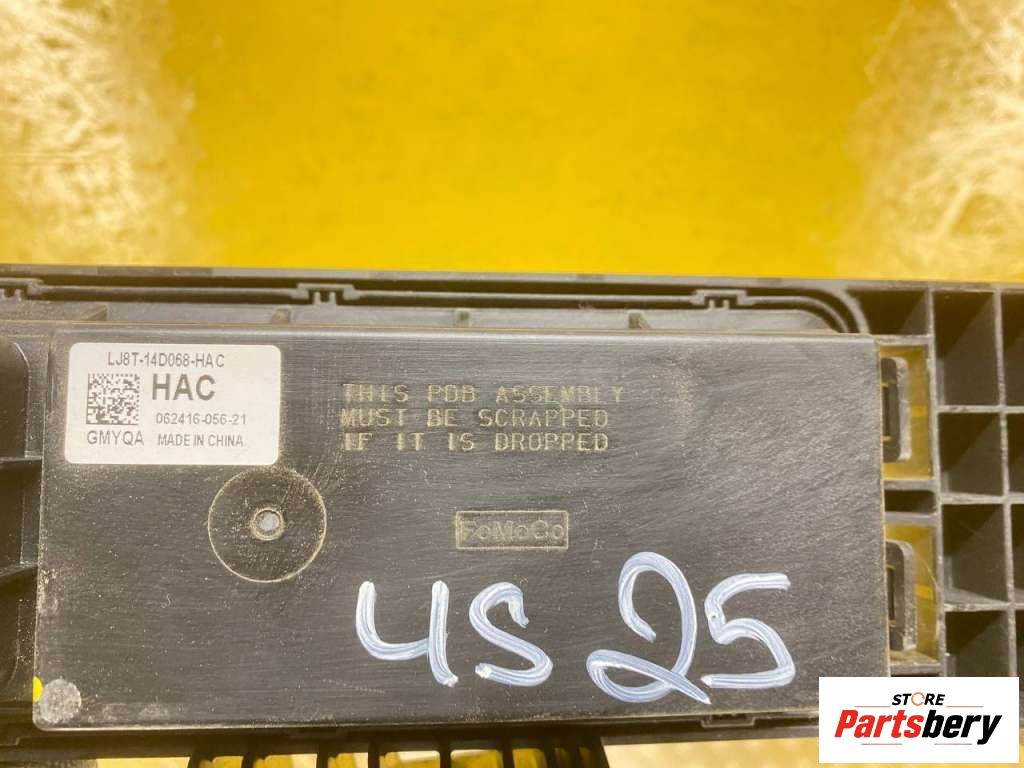 LJ8T-14D068-HAC
HAC
062416-056-21
GMYQA MADE IN CHINA
THIS PDB ASSEMBLY
MUST BE SCRAPPED
IF IT IS DROPPED
FoMoCo
4S 25
STORE
Partsbery